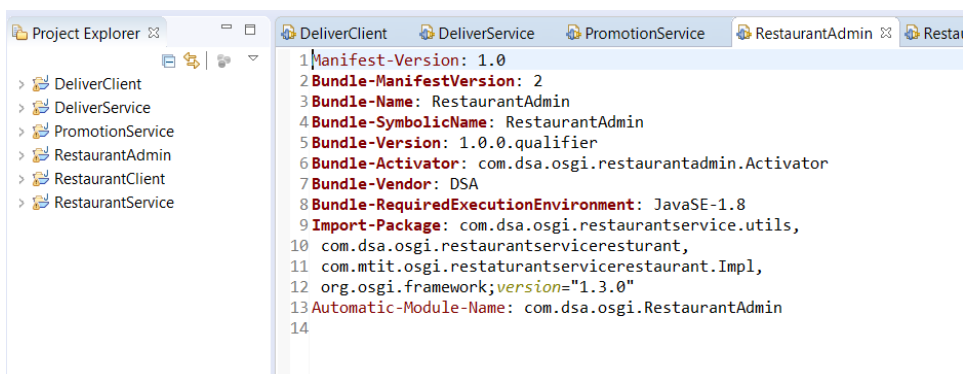 Project Explorer
DeliverClient
DeliverService
PromotionService
RestaurantAdmin
RestaurantClient
RestaurantService
DeliverClient DeliverService PromotionService RestaurantAdmin Resta
1 Manifest-Version: 1.0
2 Bundle-ManifestVersion: 2
3 Bundle-Name: RestaurantAdmin
4 Bundle-SymbolicName: RestaurantAdmin
5 Bundle-Version: 1.0.0.qualifier
6 Bundle-Activator: com.dsa.osgi.restaurantadmin.Activator
7 Bundle-Vendor: DSA
8 Bundle-RequiredExecutionEnvironment: JavaSE-1.8
9 Import-Package: com.dsa.osgi.restaurantservice.utils,
10 com.dsa.osgi.restaurantserviceresturant,
11 com.mtit.osgi.restaturantservicerestaurant.Impl,
12 org.osgi.framework;version="1.3.0"
13 Automatic-Module-Name: com.dsa.osgi.RestaurantAdmin
14